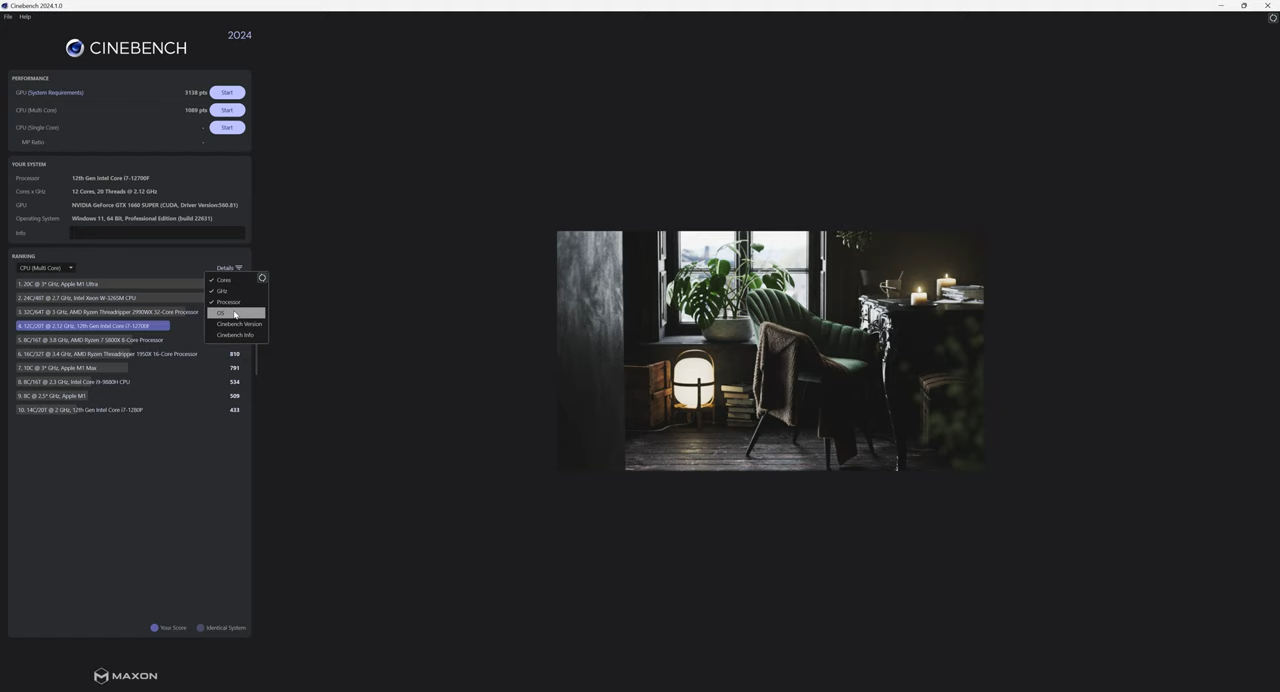 Cinebench 2024.1.0
File Help
CINEBENCH 2024
PERFORMANCE
GPU (System Requirements) 3138 pts Start
CPU (Multi Core) 1089 pts Start
CPU (Single Core) - Start
MP Ratio -
YOUR SYSTEM
Processor 12th Gen Intel Core i7-12700F
Cores x GHz 12 Cores, 20 Threads @ 2.12 GHz
GPU NVIDIA GeForce GTX 1660 SUPER (CUDA, Driver Version:560.81)
Operating System Windows 11, 64 Bit, Professional Edition (build 22631)
Info
RANKING
CPU (Multi Core) Details
Cores
GHz
Processor
OS
Cinebench Version
Cinebench Info
1. 20C @ 3* GHz, Apple M1 Ultra
2. 24C/48T @ 2.7 GHz, Intel Xeon W-3265M CPU
3. 32C/64T @ 3 GHz, AMD Ryzen Threadripper 2990WX 32-Core Processor
4. 12C/20T @ 2.12 GHz, 12th Gen Intel Core i7-12700F
5. 8C/16T @ 3.8 GHz, AMD Ryzen 7 5800X 8-Core Processor
6. 16C/32T @ 3.4 GHz, AMD Ryzen Threadripper 1950X 16-Core Processor 810
7. 10C @ 3* GHz, Apple M1 Max 791
8. 8C/16T @ 2.3 GHz, Intel Core i9-9880H CPU 534
9. 8C @ 2.5* GHz, Apple M1 509
10. 14C/20T @ 2 GHz, 12th Gen Intel Core i7-1280P 433
Your Score Identical System
MAXON